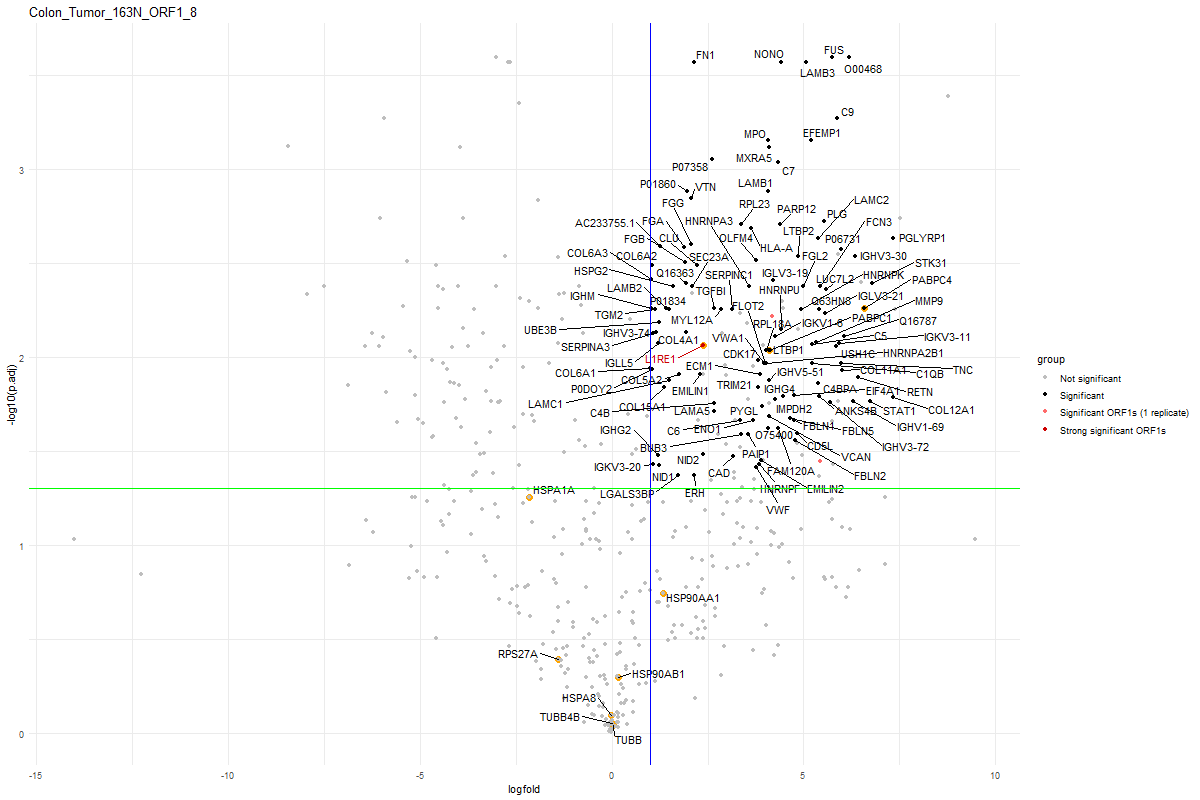 Colon_Tumor_163N_ORF1_8
FN1
NONO
FUS
LAMB3
O00468
C9
MPO
EFEMP1
MXRA5
P07358
C7
P01860
VTN
LAMB1
FGG
RPL23
PARP12
LAMC2
AC233755.1
FGA
HNRNPA3
PLG
FCN3
FGB
CLU
OLFM4
LTBP2
P06731
PGLYRP1
COL6A3
COL6A2
SEC23A
HLA-A
FGL2
IGHV3-30
HSPG2
Q16363
SERPINC1
IGLV3-19
LUC7L2
HNRNPK
STK31
LAMB2
TGFBI
HNRNPU
PABPC4
IGHM
P01834
FLOT2
Q63HN8
IGLV3-21
MMP9
TGM2
MYL12A
RPL18A
IGKV1-6
PABPC1
Q16787
UBE3B
IGHV3-74
COL4A1
VWA1
C5
IGKV3-11
SERPINA3
L1RE1
CDK17
LTBP1
USH1C
HNRNPA2B1
IGLL5
ECM1
COL6A1
COL5A2
IGHV5-51
COL11A1
C1QB
TNC
P0DOY2
EMILIN1
TRIM21
IGHG4
C4BPA
EIF4A1
RETN
LAMC1
COL15A1
C4B
LAMA5
PYGL
IMPDH2
ANKS4B
STAT1
COL12A1
IGHG2
C6
ENO1
FBLN1
FBLN5
IGHV1-69
BUB3
O75400
CD5L
IGHV3-72
IGKV3-20
NID2
PAIP1
VCAN
NID1
CAD
FAM120A
FBLN2
LGALS3BP
ERH
HNRNPF
EMILIN2
VWF
HSPA1A
HSP90AA1
RPS27A
HSP90AB1
HSPA8
TUBB4B
TUBB
-log10(p.adj)
3
2
1
0
-15
-10
-5
0
5
10
logfold
group
Not significant
Significant
Significant ORF1s (1 replicate)
Strong significant ORF1s